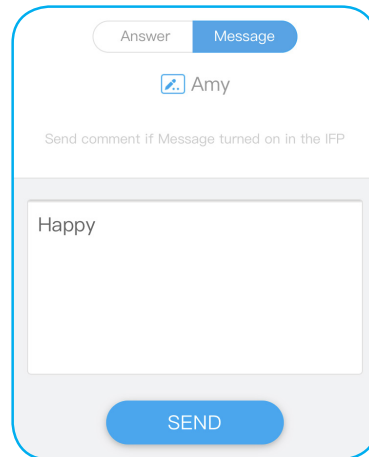 Answer Message
Amy
Send comment if Message turned on in the IFP
Happy
SEND